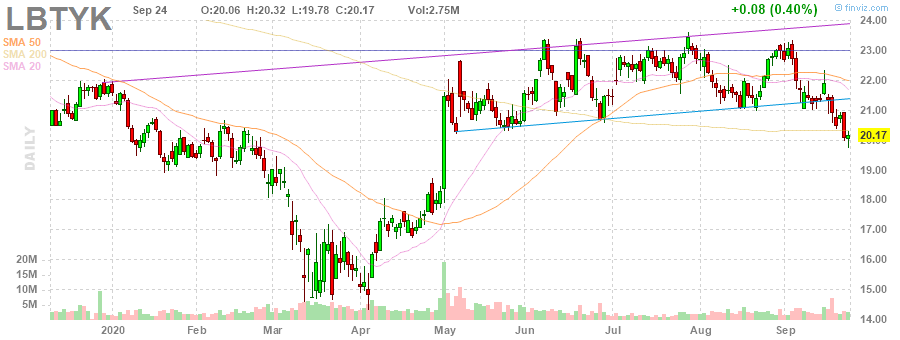 LBTYK Sep 24 O:20.06 H:20.32 L:19.78 C:20.17 Vol:2.75M +0.08 (0.40%) © finviz.com
SMA 50
SMA 200
SMA 20
24.00
23.00
22.00
21.00
20.17
20.00
19.00
18.00
17.00
16.00
15.00
14.00
DAILY
20M
15M
10M
5M
2020 Feb Mar Apr May Jun Jul Aug Sep